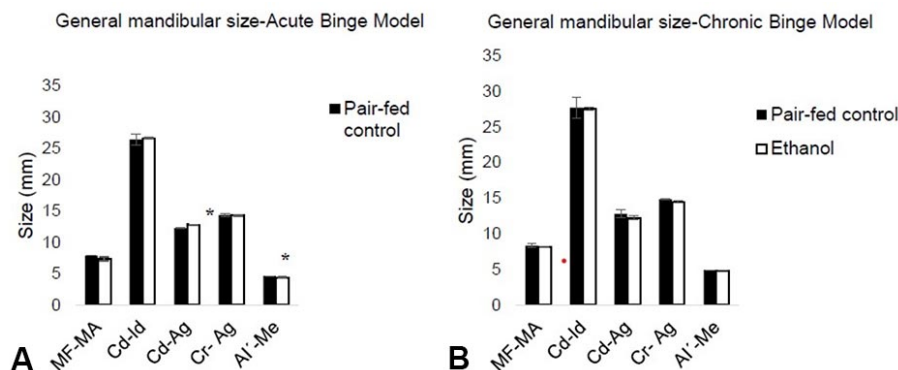 General mandibular size-Acute Binge Model
35
30
25
20
15
10
5
0
Size (mm)
MF-MA
Cd-Id
Cd-Ag
Cr- Ag
Al´-Me
*
*
Pair-fed
control
A
General mandibular size-Chronic Binge Model
35
30
25
20
15
10
5
0
Size (mm)
MF-MA
Cd-Id
Cd-Ag
Cr- Ag
Al´-Me
Pair-fed control
Ethanol
B